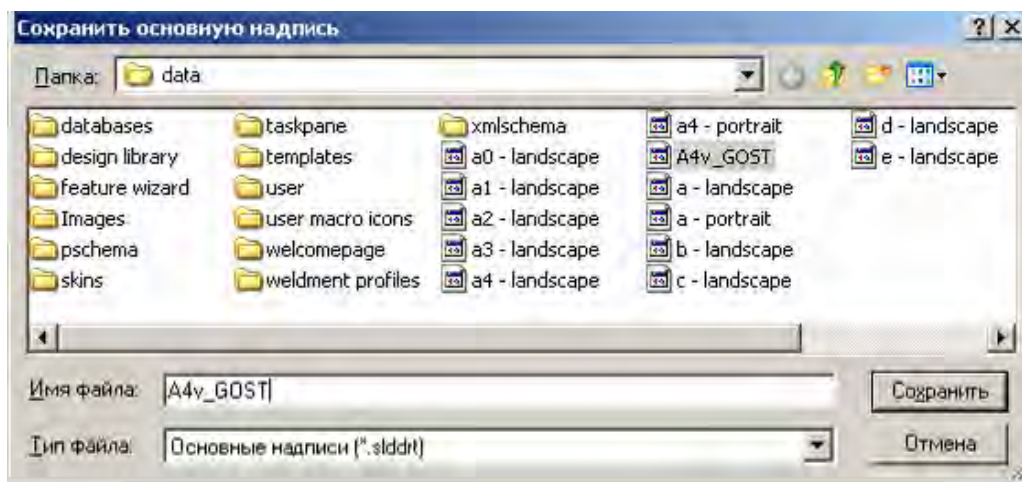 Сохранить основную надпись
Папка: data
databases taskpane xmlschema a4 - portrait d - landscape
design library templates a0 - landscape A4v_GOST e - landscape
feature wizard user a1 - landscape a - landscape
Images user macro icons a2 - landscape a - portrait
pschema welcomepage a3 - landscape b - landscape
skins weldment profiles a4 - landscape c - landscape
Имя файла: A4v_GOST Сохранить
Тип файла: Основные надписи (*.slddrt) Отмена